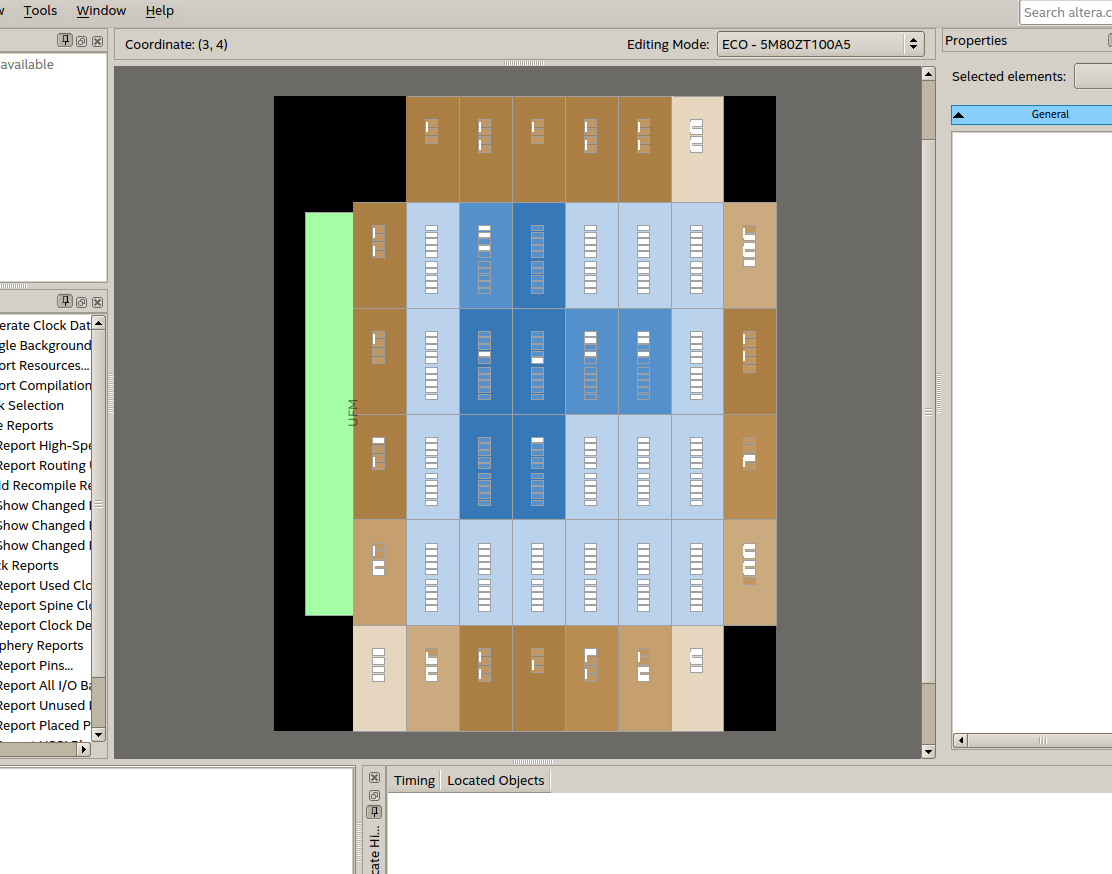 w Tools Window Help
Search altera.c
available
Coordinate: (3, 4)
Editing Mode: ECO - 5M80ZT100A5
Properties
Selected elements:
General
UFM
erate Clock Dat
gle Background
ort Resources...
ort Compilation
k Selection
e Reports
Report High-Spe
Report Routing U
id Recompile Re
Show Changed
Show Changed
Show Changed
ck Reports
Report Used Clo
Report Spine Clo
Report Clock De
phery Reports
Report Pins...
Report All I/O Ba
Report Unused I
Report Placed P
Timing
Located Objects
cate Hi...